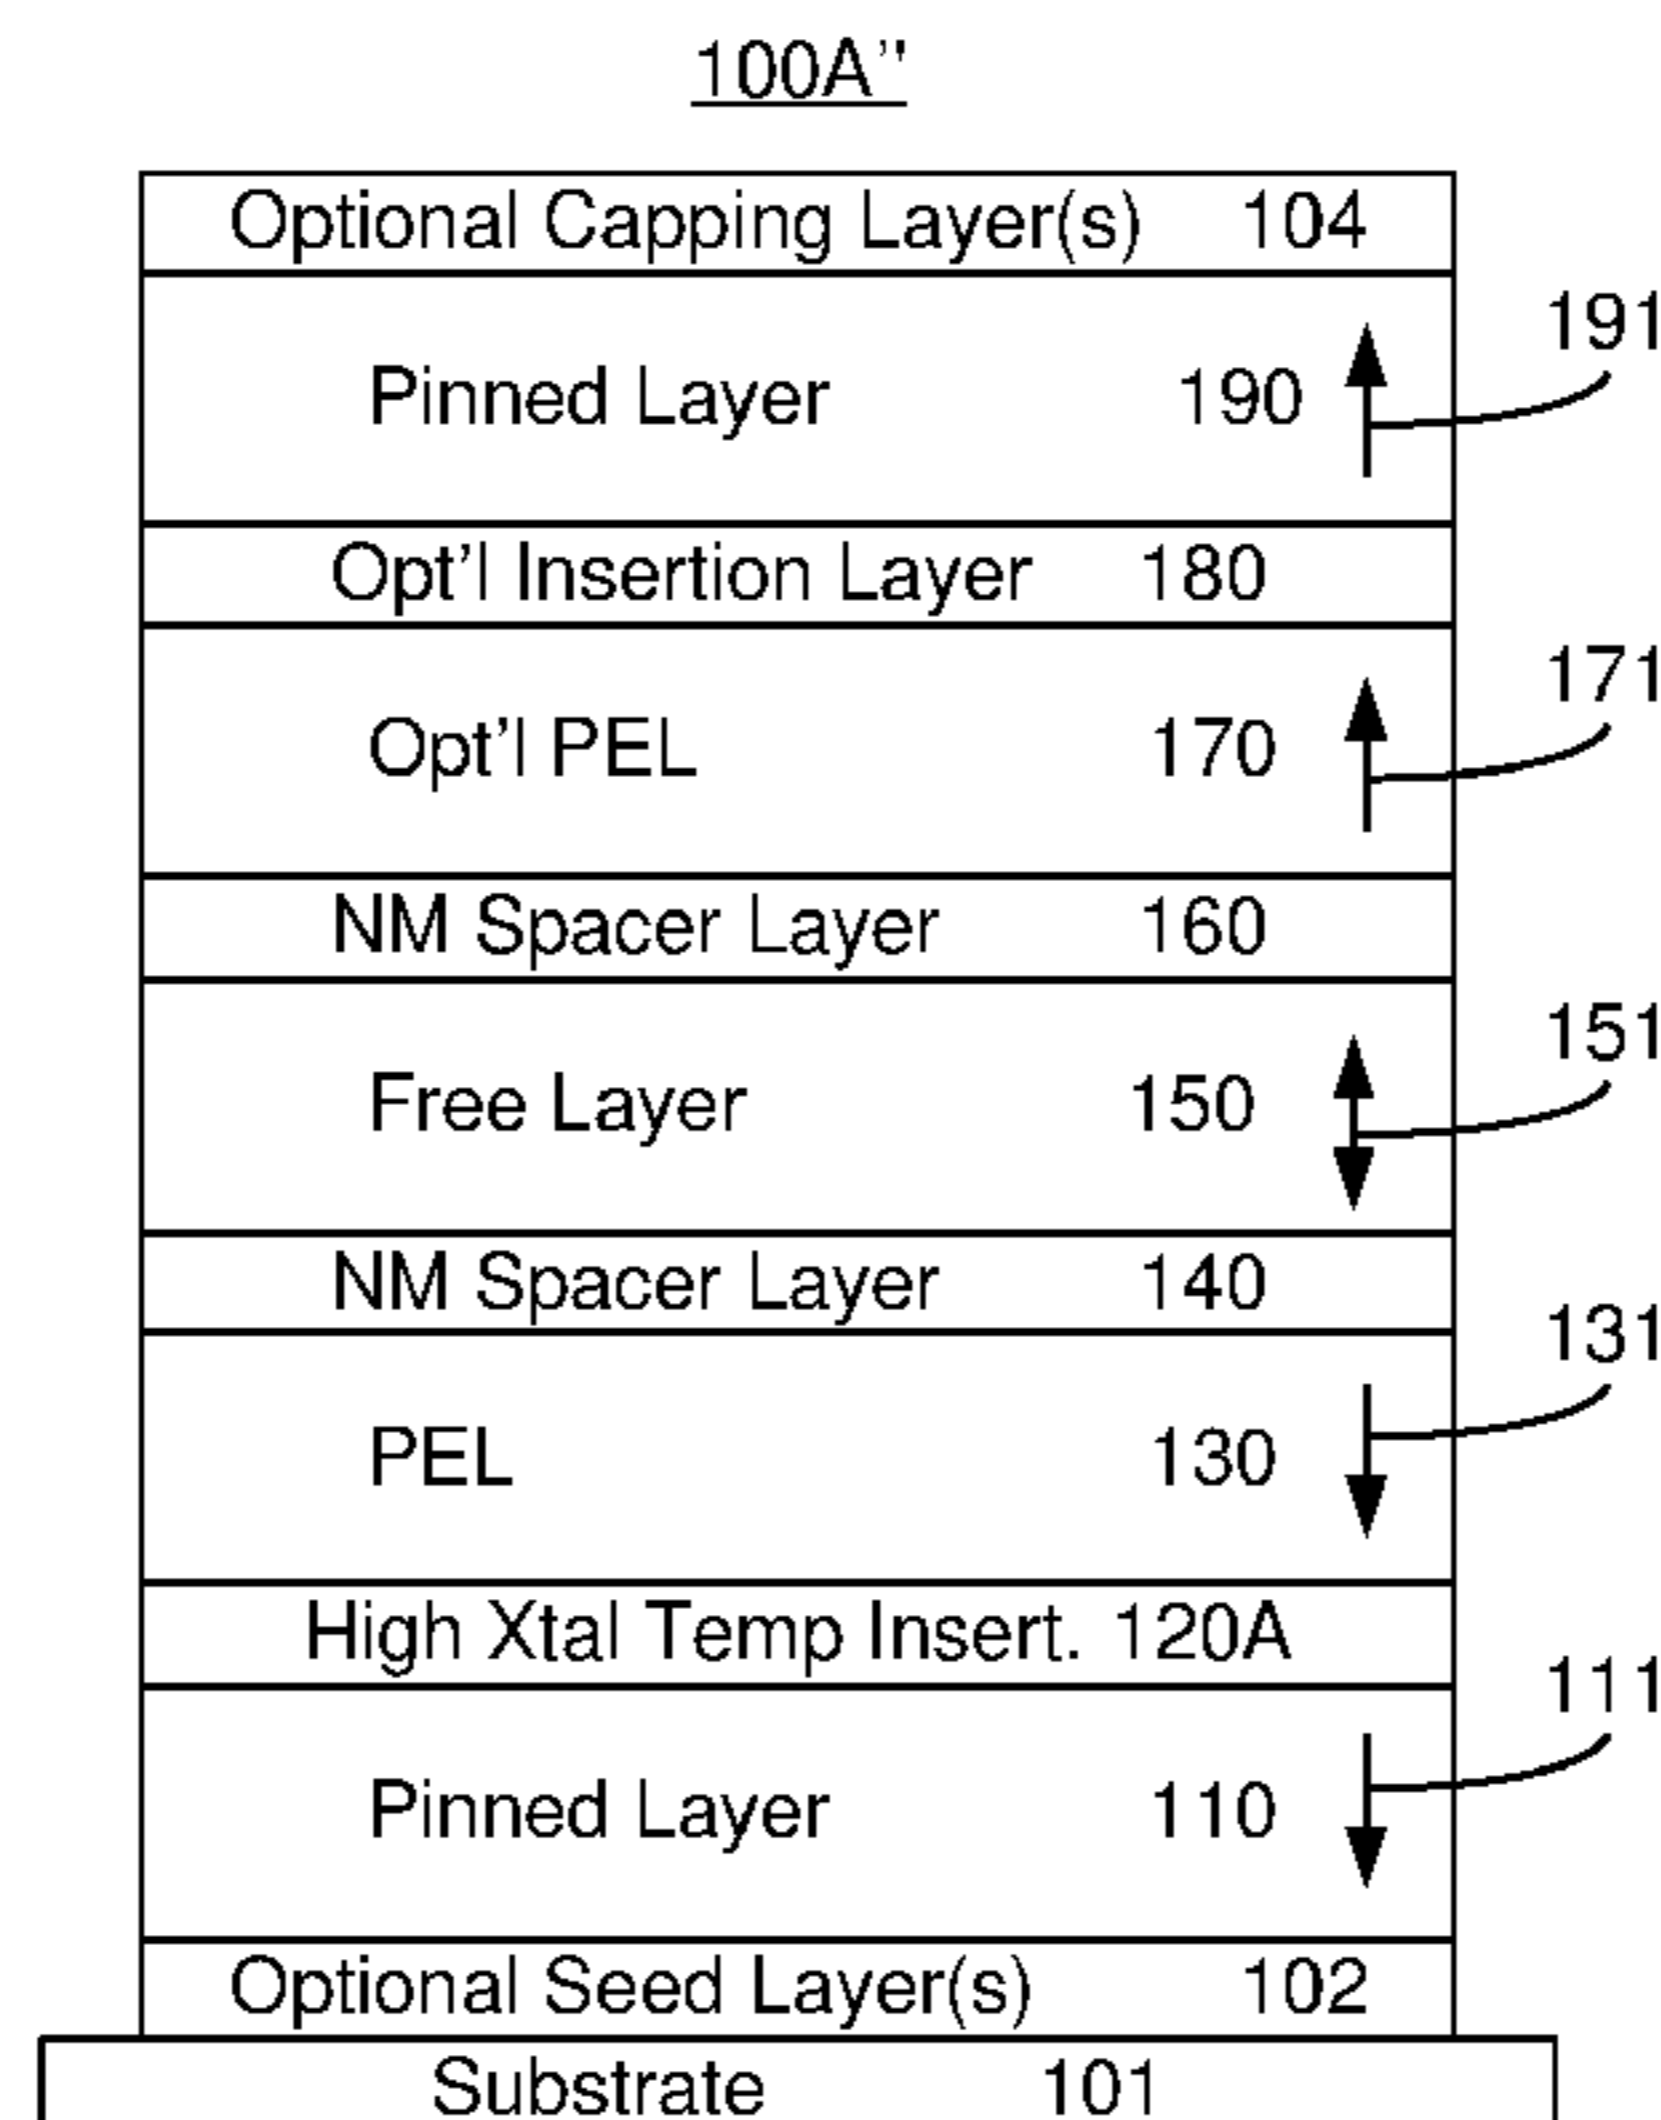 100A"
Optional Capping Layer(s) 104
191
Pinned Layer 190
Opt'l Insertion Layer 180
171
Opt'l PEL 170
NM Spacer Layer 160
151
Free Layer 150
NM Spacer Layer 140
131
PEL 130
High Xtal Temp Insert. 120A
111
Pinned Layer 110
Optional Seed Layer(s) 102
Substrate 101